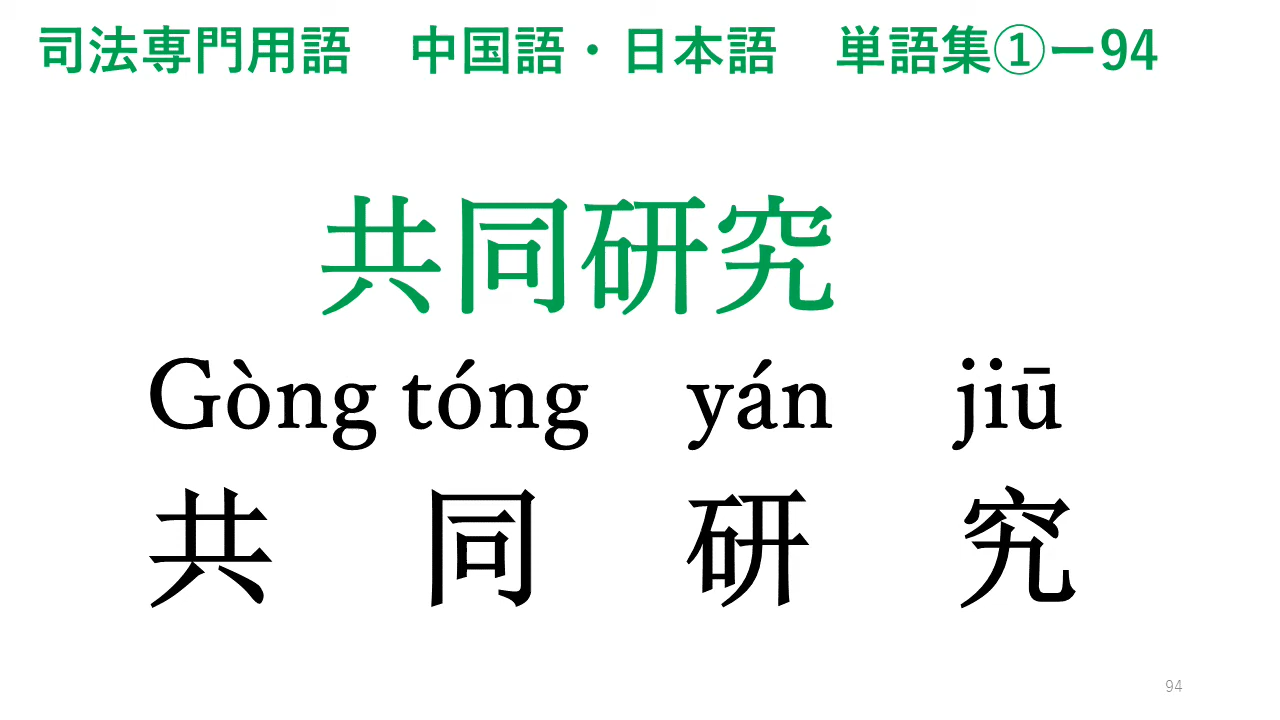 司法専門用語　中国語・日本語　単語集①ー94
共同研究
Gòng tóng yán jiū
共 同 研 究
94